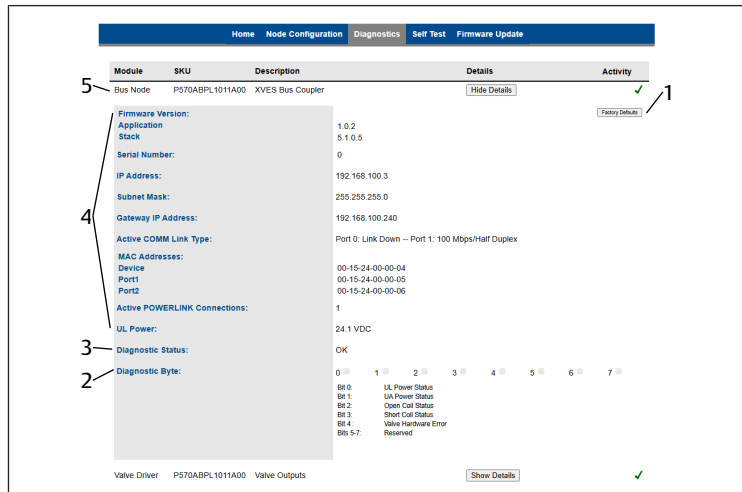 Home Node Configuration Diagnostics Self Test Firmware Update
Module SKU Description Details Activity
5 Bus Node P570ABPL1011A00 XVES Bus Coupler Hide Details ✓ 1
Firmware Version: Factory Defaults
Application 1.0.2
Stack 5.1.0.5
Serial Number: 0
IP Address: 192.168.100.3
Subnet Mask: 255.255.255.0
4 Gateway IP Address: 192.168.100.240
Active COMM Link Type: Port 0: Link Down -- Port 1: 100 Mbps/Half Duplex
MAC Addresses:
Device 00-15-24-00-00-04
Port1 00-15-24-00-00-05
Port2 00-15-24-00-00-06
Active POWERLINK Connections: 1
UL Power: 24.1 VDC
3 Diagnostic Status: OK
2 Diagnostic Byte: 0 1 2 3 4 5 6 7
Bit 0: UL Power Status
Bit 1: UA Power Status
Bit 2: Open Coil Status
Bit 3: Short Coil Status
Bit 4 : Valve Hardware Error
Bits 5-7: Reserved
Valve Driver P570ABPL1011A00 Valve Outputs Show Details ✓